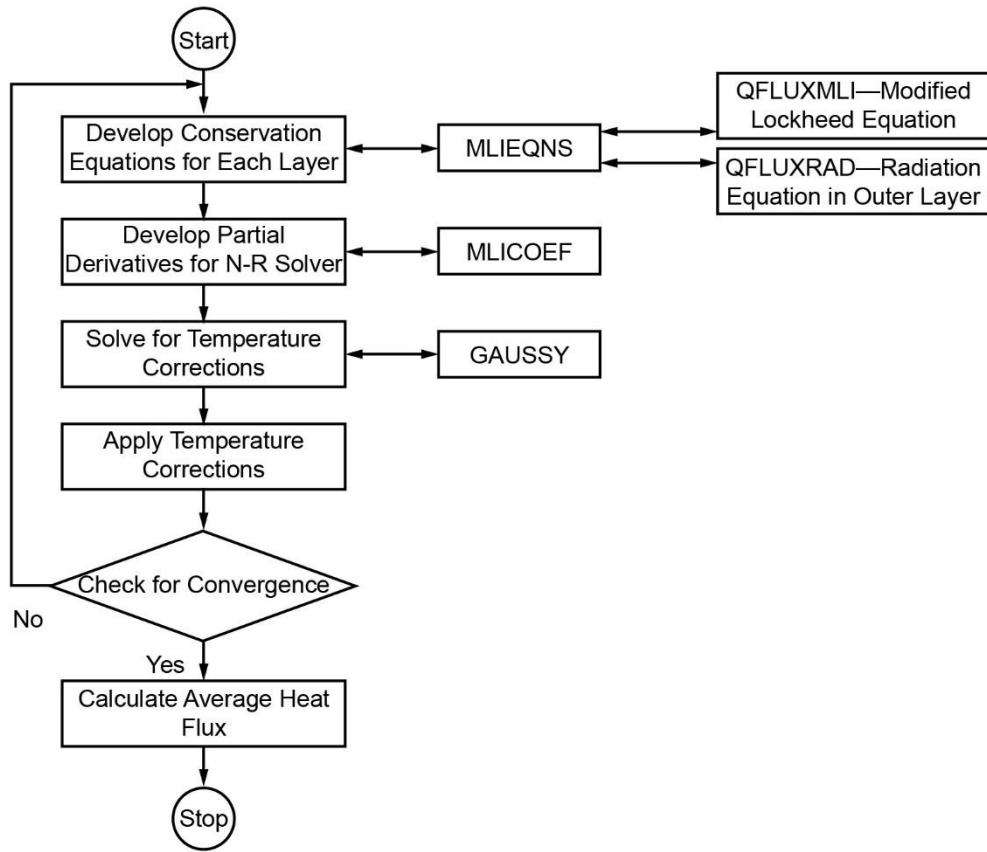 Start
Develop Conservation
Equations for Each Layer
MLIEQNS
QFLUXMLI—Modified
Lockheed Equation
QFLUXRAD—Radiation
Equation in Outer Layer
Develop Partial
Derivatives for N-R Solver
MLICOEF
Solve for Temperature
Corrections
GAUSSY
Apply Temperature
Corrections
Check for Convergence
No
Yes
Calculate Average Heat
Flux
Stop